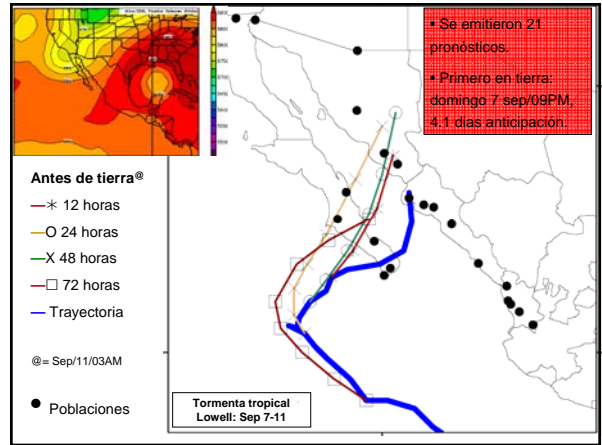 • Se emitieron 21
pronósticos.
• Primero en tierra:
domingo 7 sep/09PM,
4.1 dias anticipación.
Antes de tierra@
12 horas
O 24 horas
X 48 horas
72 horas
Trayectoria
@= Sep/11/03AM
Poblaciones
Tormenta tropical
Lowell: Sep 7-11